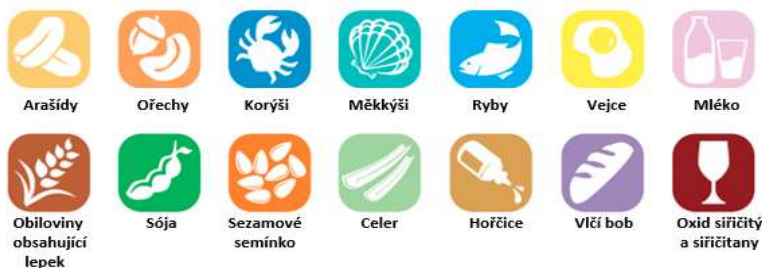 Arašídy
Ořechy
Korýši
Měkkýši
Ryby
Vejce
Mléko
Obiloviny
obsahující
lepek
Sója
Sezamové
semínko
Celer
Hořčice
Vlčí bob
Oxid siřičitý
a siřičitany